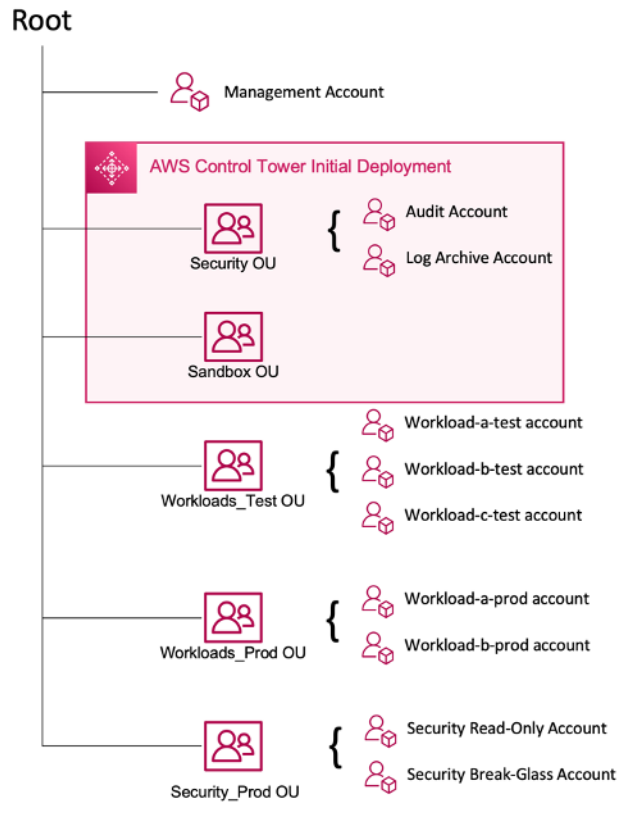 Root
Management Account
AWS Control Tower Initial Deployment
Security OU
Audit Account
Log Archive Account
Sandbox OU
Workloads_Test OU
Workload-a-test account
Workload-b-test account
Workload-c-test account
Workloads_Prod OU
Workload-a-prod account
Workload-b-prod account
Security_Prod OU
Security Read-Only Account
Security Break-Glass Account